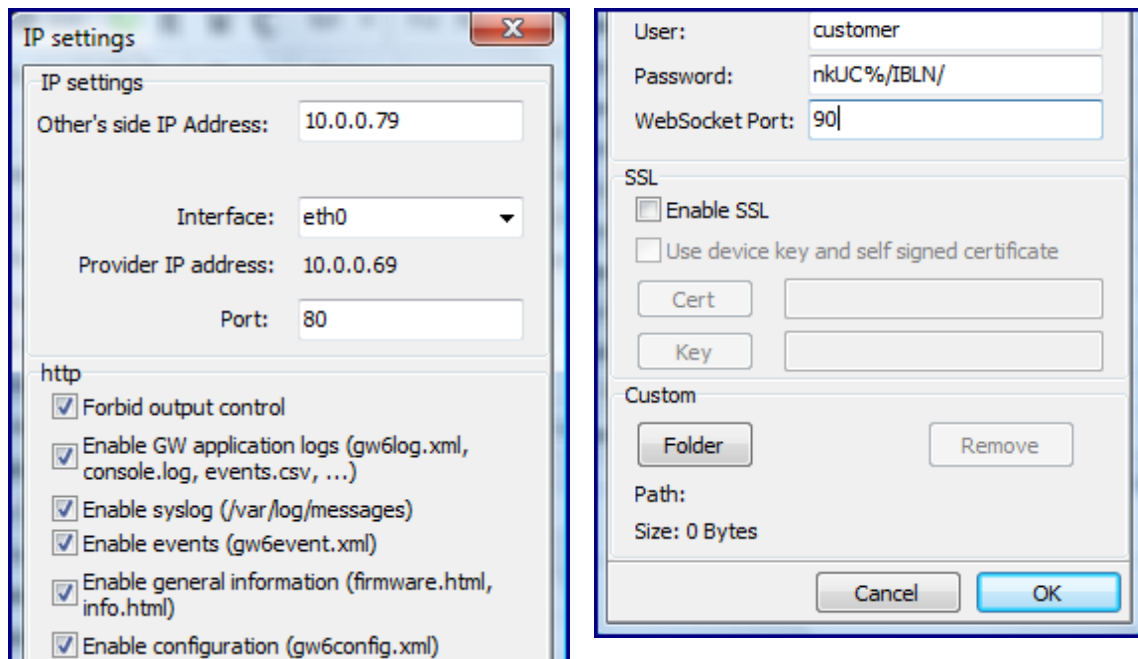 IP settings
IP settings
Other's side IP Address: 10.0.0.79
Interface: eth0
Provider IP address: 10.0.0.69
Port: 80
http
Forbid output control
Enable GW application logs (gw6log.xml,
console.log, events.csv, ...)
Enable syslog (/var/log/messages)
Enable events (gw6event.xml)
Enable general information (firmware.html,
info.html)
Enable configuration (gw6config.xml)
User: customer
Password: nkUC%/IBLN/
WebSocket Port: 90
SSL
Enable SSL
Use device key and self signed certificate
Cert
Key
Custom
Folder Remove
Path:
Size: 0 Bytes
Cancel OK